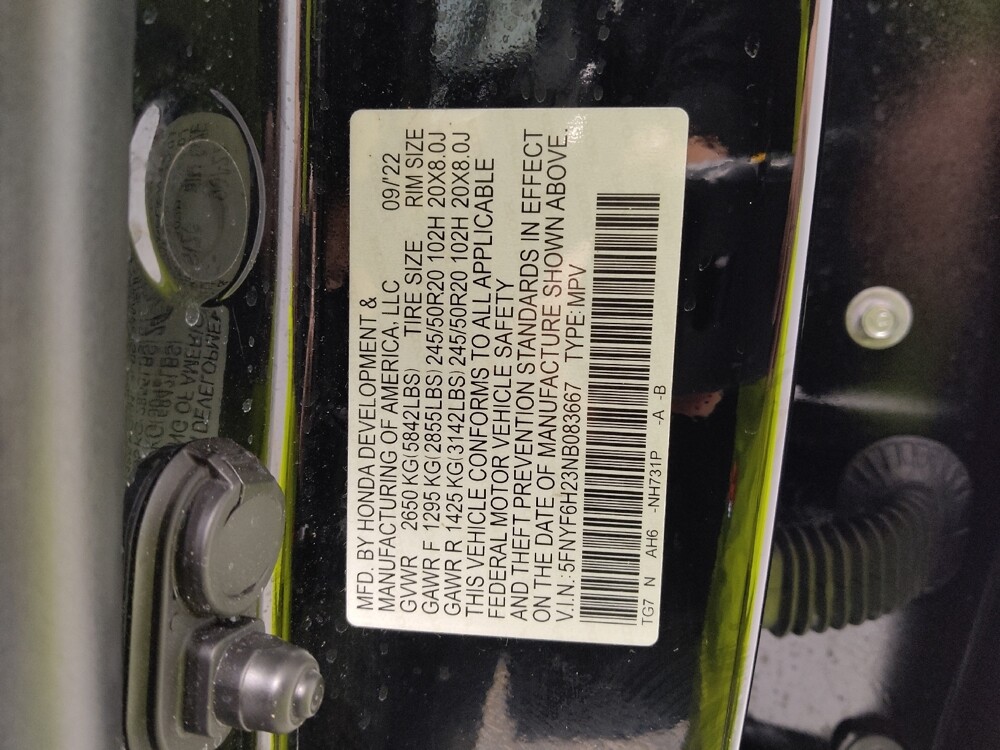 MFD. BY HONDA DEVELOPMENT &
MANUFACTURING OF AMERICA, LLC 09/'22
GVWR 2650 KG(5842LBS) TIRE SIZE RIM SIZE
GAWR F 1295 KG(2855LBS) 245/50R20 102H 20X8.0J
GAWR R 1425 KG(3142LBS) 245/50R20 102H 20X8.0J
THIS VEHICLE CONFORMS TO ALL APPLICABLE
FEDERAL MOTOR VEHICLE SAFETY
AND THEFT PREVENTION STANDARDS IN EFFECT
ON THE DATE OF MANUFACTURE SHOWN ABOVE.
V.I.N.:5FNYF6H23NB083667 TYPE:MPV
TG7 N AH6 -NH731P -A -B